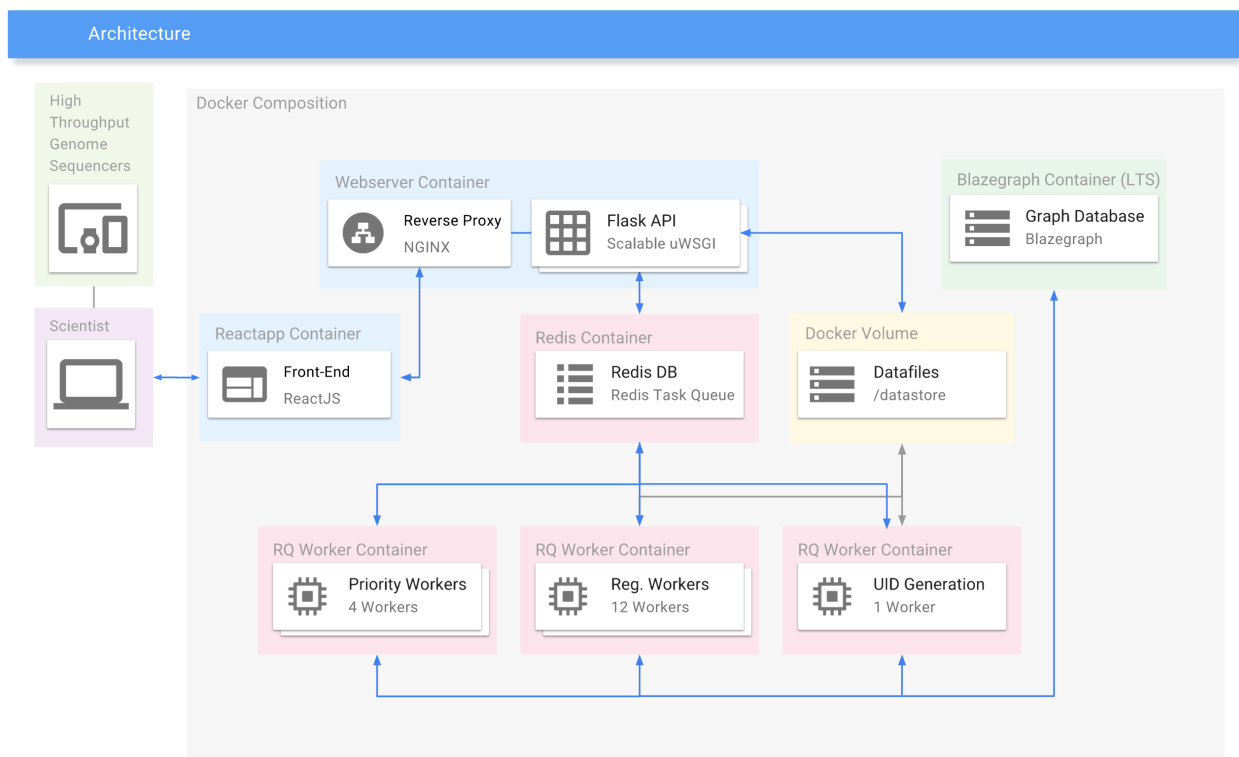 Architecture
High
Throughput
Genome
Sequencers
Scientist
Docker Composition
Webserver Container
Reverse Proxy
NGINX
Flask API
Scalable uWSGI
Blazegraph Container (LTS)
Graph Database
Blazegraph
Reactapp Container
Front-End
ReactJS
Redis Container
Redis DB
Redis Task Queue
Docker Volume
Datafiles
/datastore
RQ Worker Container
Priority Workers
4 Workers
RQ Worker Container
Reg. Workers
12 Workers
RQ Worker Container
UID Generation
1 Worker